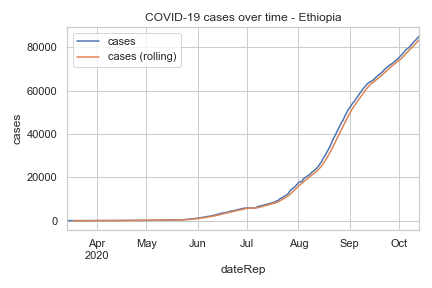 COVID-19 cases over time - Ethiopia
cases
cases (rolling)
80000
60000
40000
20000
0
cases
Apr
2020
May
Jun
Jul
Aug
Sep
Oct
dateRep